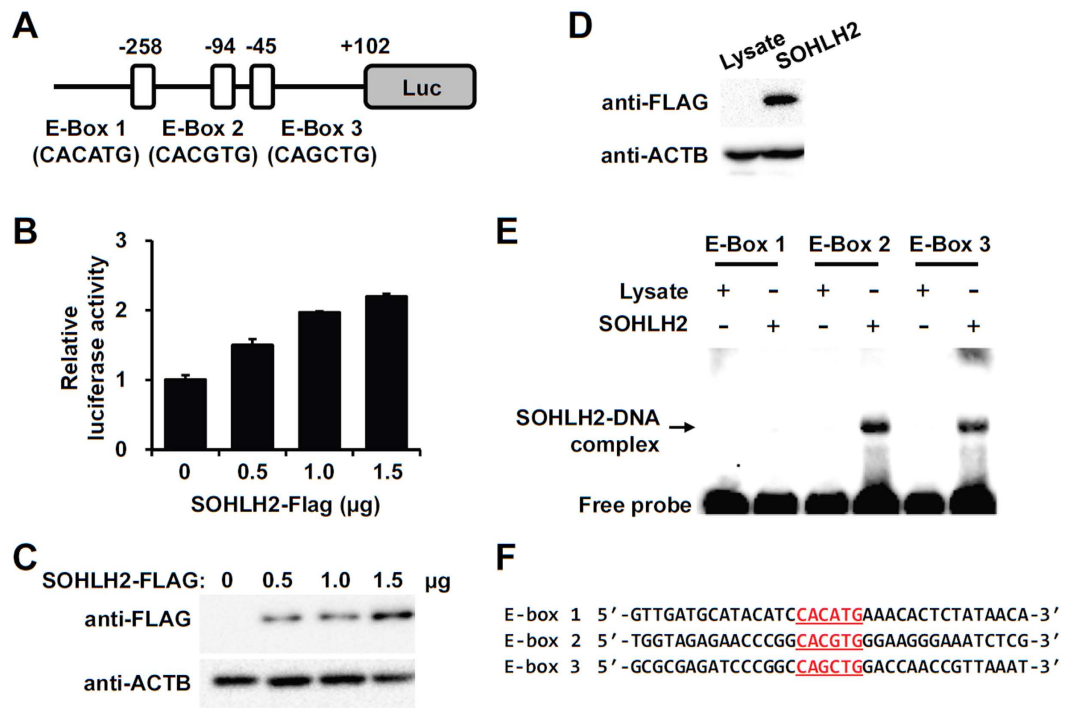 A
-258 -94 -45 +102
Luc
E-Box 1 E-Box 2 E-Box 3
(CACATG) (CACGTG) (CAGCTG)
B
Relative
luciferase activity
3
2
1
0
0 0.5 1.0 1.5
SOHLH2-Flag (µg)
C
SOHLH2-FLAG: 0 0.5 1.0 1.5 µg
anti-FLAG
anti-ACTB
D
Lysate
SOHLH2
anti-FLAG
anti-ACTB
E
E-Box 1 E-Box 2 E-Box 3
Lysate + - + - + -
SOHLH2 - + - + - +
SOHLH2-DNA
complex
Free probe
F
E-box 1 5′-GTTGATGCATACATCCACATGAAACACTCTATAACA-3′
E-box 2 5′-TGGTAGAGAACCCGGCACGTGGGAAGGGAAATCTCG-3′
E-box 3 5′-GCGCGAGATCCCGGCCAGCTGGACCAACCGTTAAAT-3′